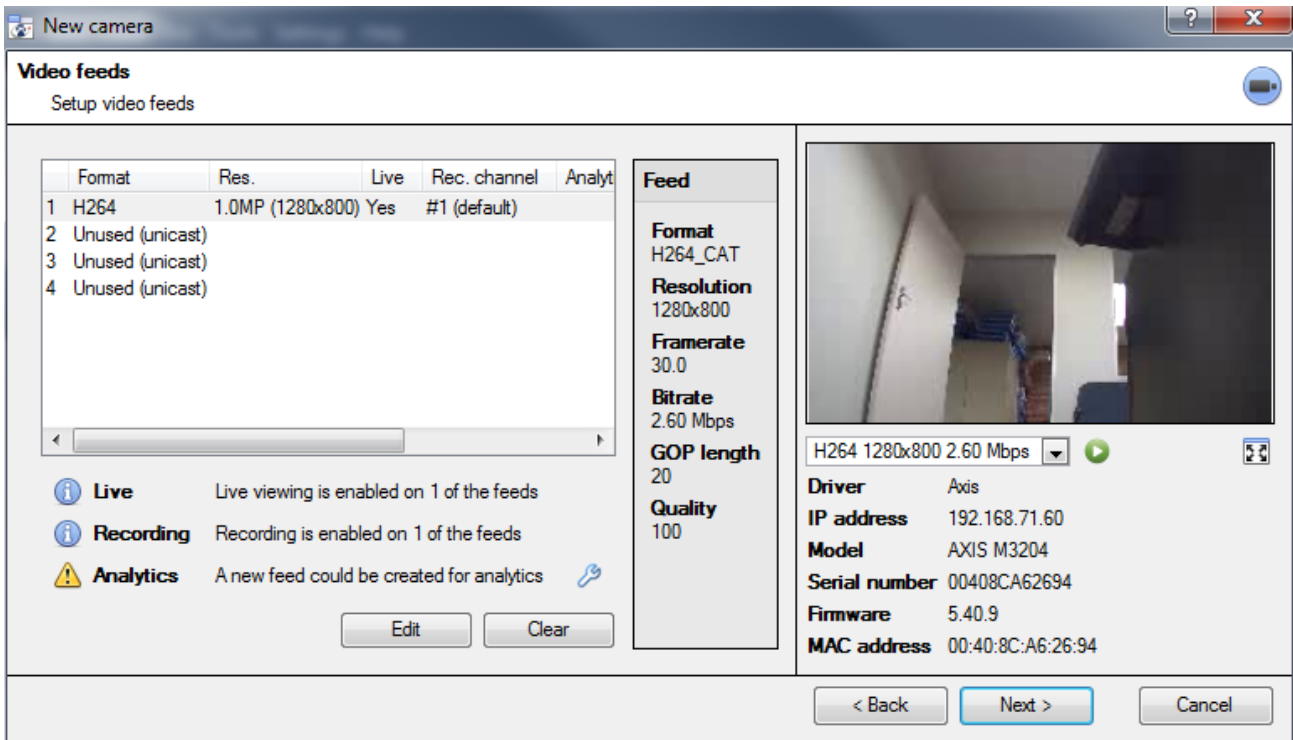 New camera
?
Video feeds
Setup video feeds
Format Res. Live Rec. channel Analyt
1 H264 1.0MP (1280x800) Yes #1 (default)
2 Unused (unicast)
3 Unused (unicast)
4 Unused (unicast)
Live Live viewing is enabled on 1 of the feeds
Recording Recording is enabled on 1 of the feeds
Analytics A new feed could be created for analytics
Edit Clear
Feed
Format
H264_CAT
Resolution
1280x800
Framerate
30.0
Bitrate
2.60 Mbps
GOP length
20
Quality
100
H264 1280x800 2.60 Mbps
Driver Axis
IP address 192.168.71.60
Model AXIS M3204
Serial number 00408CA62694
Firmware 5.40.9
MAC address 00:40:8C:A6:26:94
< Back Next > Cancel